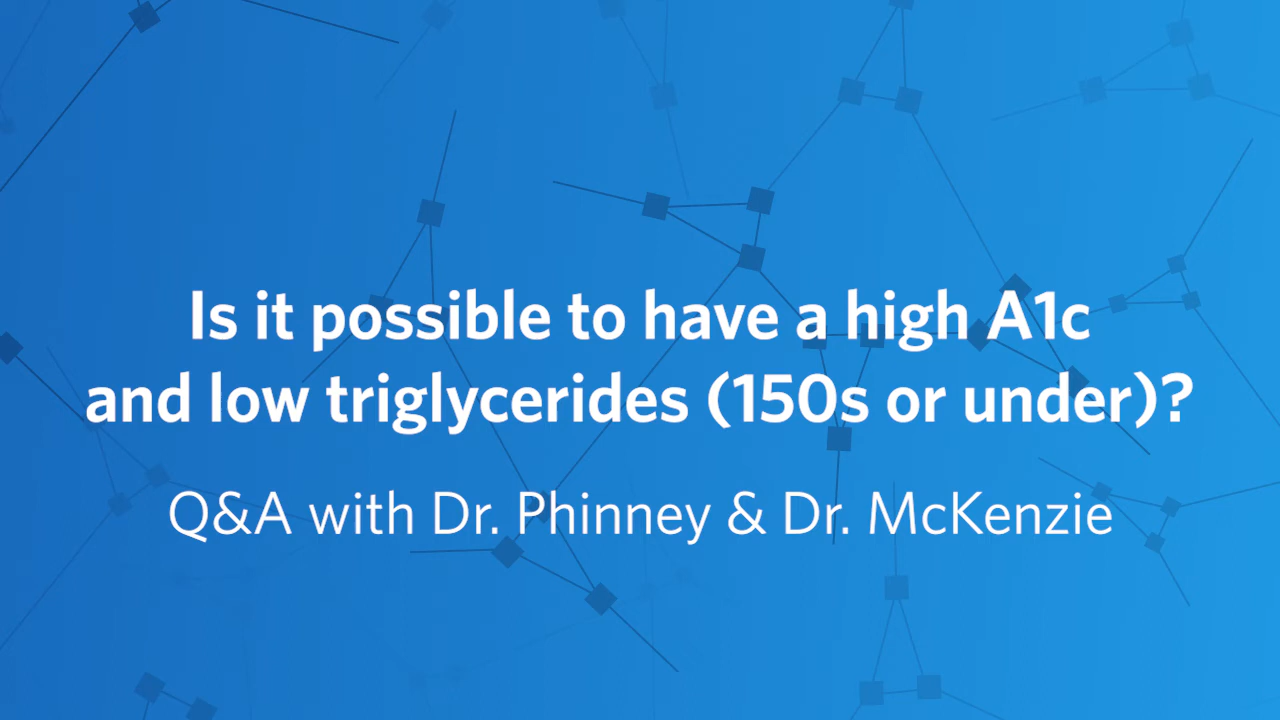 Is it possible to have a high A1c
and low triglycerides (150s or under)?
Q&A with Dr. Phinney & Dr. McKenzie